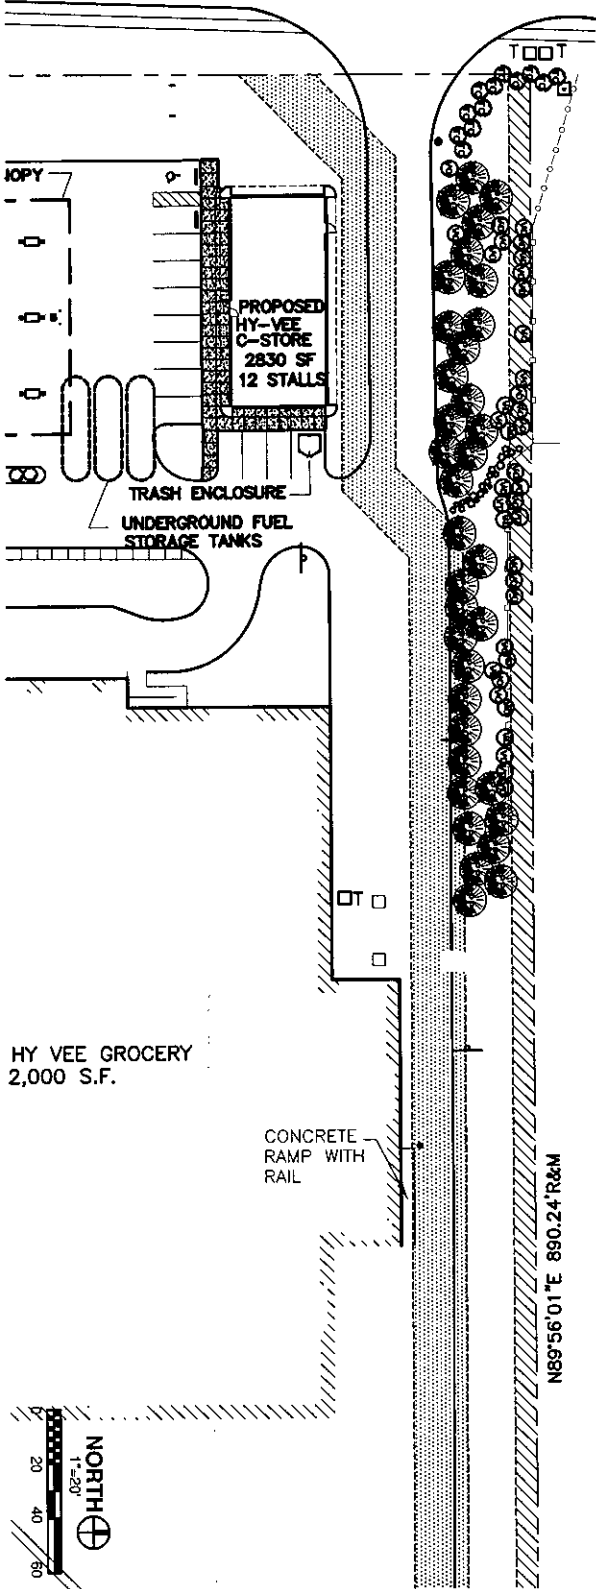 T T
NOPY
PROPOSED
HY-VEE
C-STORE
2830 SF
12 STALLS
TRASH ENCLOSURE
UNDERGROUND FUEL
STORAGE TANKS
T
HY VEE GROCERY
2,000 S.F.
CONCRETE
RAMP WITH
RAIL
N89°56'01"E 890.24'R&M
NORTH
1"=20'
0 20 40 60